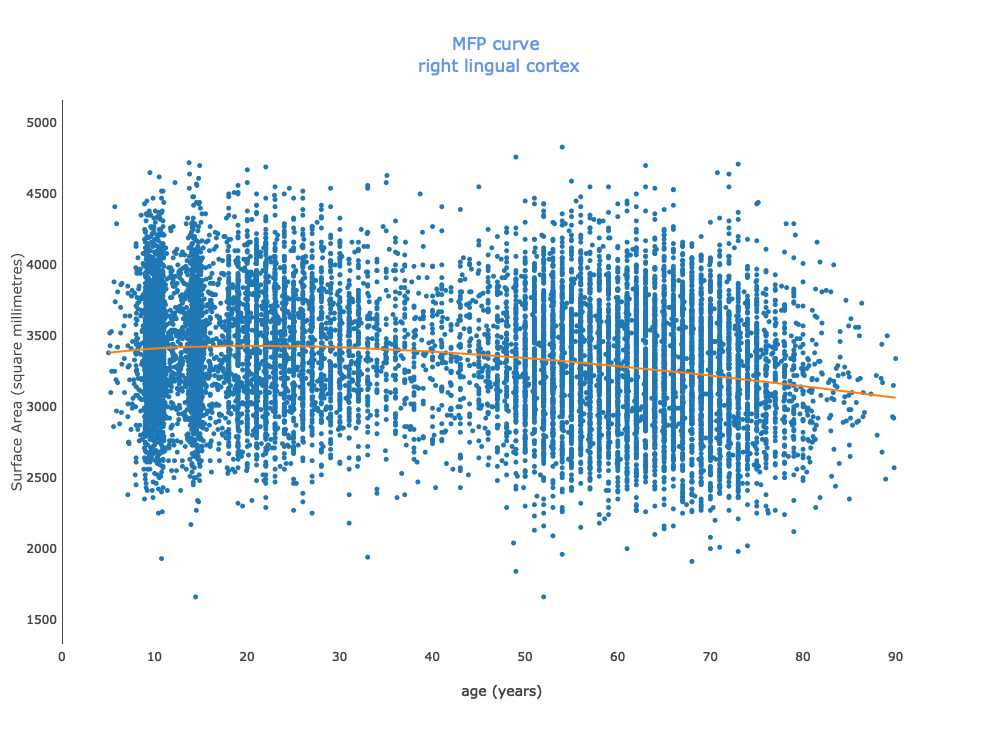 MFP curve
right lingual cortex
Surface Area (square millimetres)
5000
4500
4000
3500
3000
2500
2000
1500
0 10 20 30 40 50 60 70 80 90
age (years)